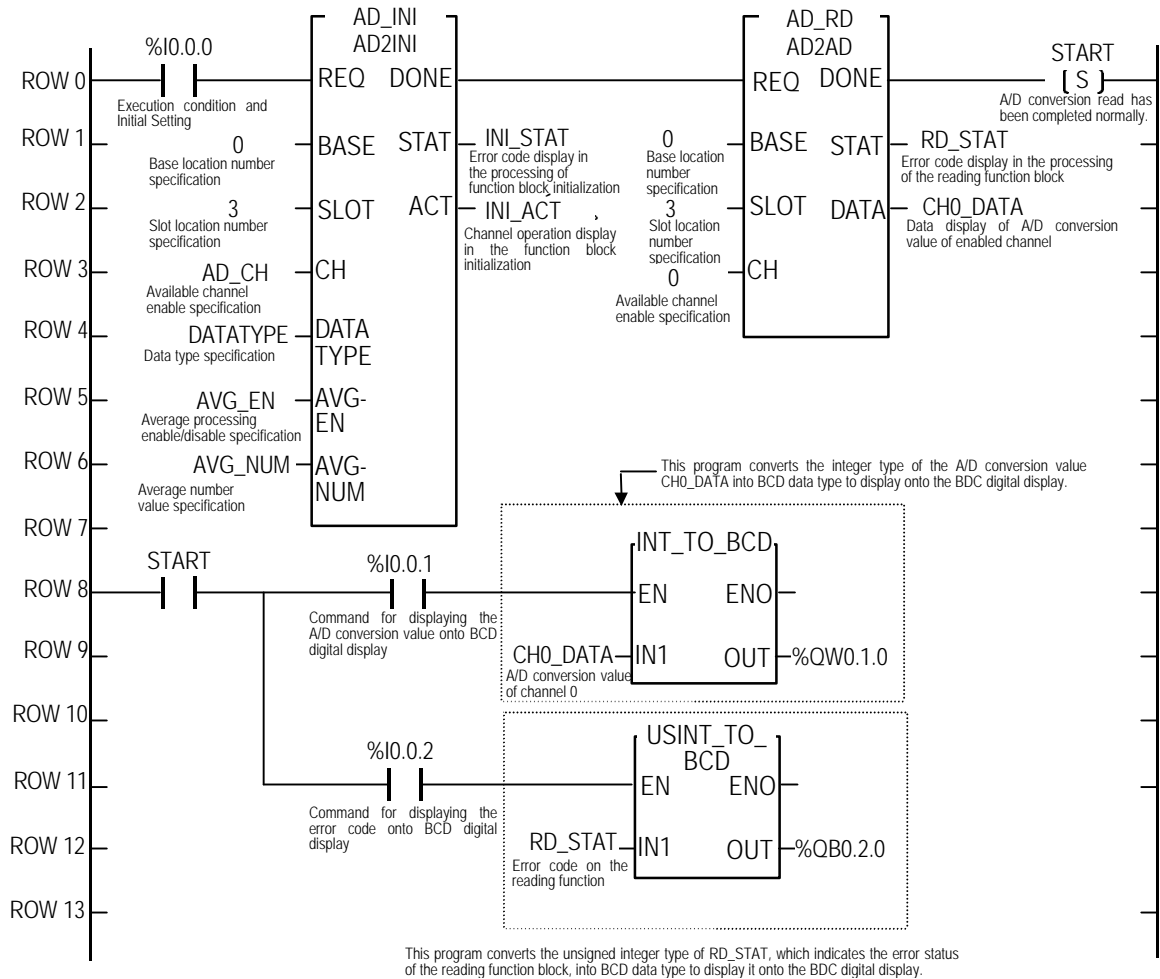 AD_INI
AD2INI
AD_RD
AD2AD
%I0.0.0
START
ROW 0
REQ DONE
REQ DONE
( S )
Execution condition and
Initial Setting
A/D conversion read has
been completed normally.
ROW 1
0
Base location number
specification
BASE STAT
INI_STAT
Error code display in
the processing of
function block initialization
0
Base location
number
specification
BASE STAT
RD_STAT
Error code display in the processing
of the reading function block
ROW 2
3
Slot location number
specification
SLOT ACT
INI_ACT ,
Channel operation display
in the function block
initialization
3
Slot location
number
specification
SLOT DATA
CH0_DATA
Data display of A/D conversion
value of enabled channel
ROW 3
AD_CH
Available channel
enable specification
CH
0
Available channel
enable specification
CH
ROW 4
DATATYPE
Data type specification
DATA
TYPE
ROW 5
AVG_EN
Average processing
enable/disable specification
AVG-
EN
ROW 6
AVG_NUM
Average number
value specification
AVG-
NUM
This program converts the integer type of the A/D conversion value
CH0_DATA into BCD data type to display onto the BDC digital display.
ROW 7
INT_TO_BCD
START
%I0.0.1
ROW 8
EN ENO
Command for displaying the
A/D conversion value onto BCD
digital display
ROW 9
CH0_DATA
A/D conversion value
of channel 0
IN1 OUT
%QW0.1.0
ROW 10
USINT_TO_
BCD
%I0.0.2
ROW 11
EN ENO
Command for displaying the
error code onto BCD digital
display
ROW 12
RD_STAT
Error code on the
reading function
IN1 OUT
%QB0.2.0
ROW 13
This program converts the unsigned integer type of RD_STAT, which indicates the error status
of the reading function block, into BCD data type to display it onto the BDC digital display.